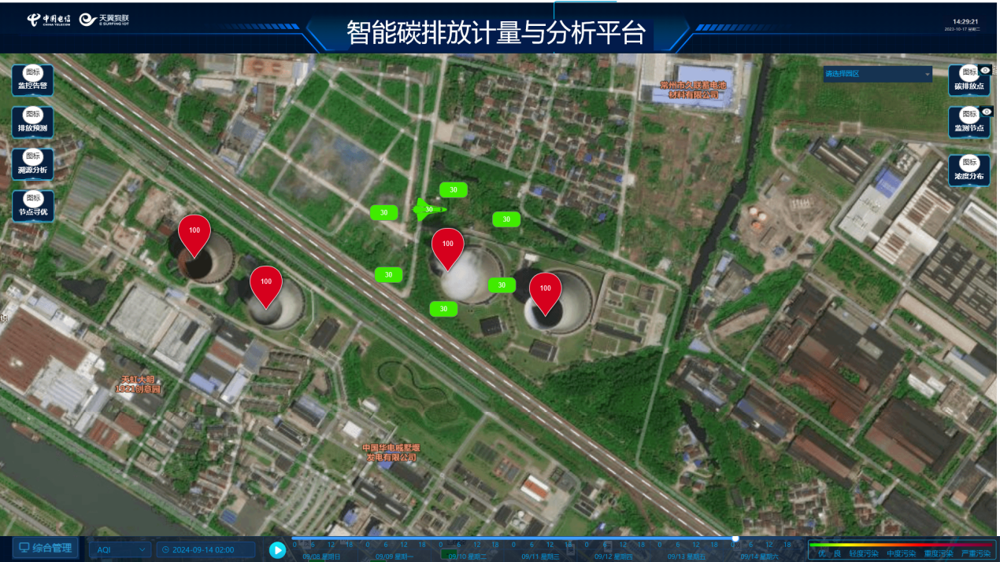 中国电信
CHINA TELECOM
天翼物联
E SURFING IOT
智能碳排放计量与分析平台
14:29:21
2023-10-17 星期二
图标
监控告警
图标
排放预测
图标
溯源分析
图标
节点寻优
请选择园区
图标
碳排放点
图标
监测节点
图标
浓度分布
常州市久联蓄电池
材料有限公司
30
30
30
30
100
100
100
100
30
30
30
天虹大明
1921创意园
中国华电戚墅堰
发电有限公司
综合管理
AQI
2024-09-14 02:00
0 6 12 18 0 6 12 18 0 6 12 18 0 6 12 18 0 6 12 18 0 6 12 18 0 6 12 18
09/08 星期日 09/09 星期一 09/10 星期二 09/11 星期三 09/12 星期四 09/13 星期五 09/14 星期六
优 良 轻度污染 中度污染 重度污染 严重污染